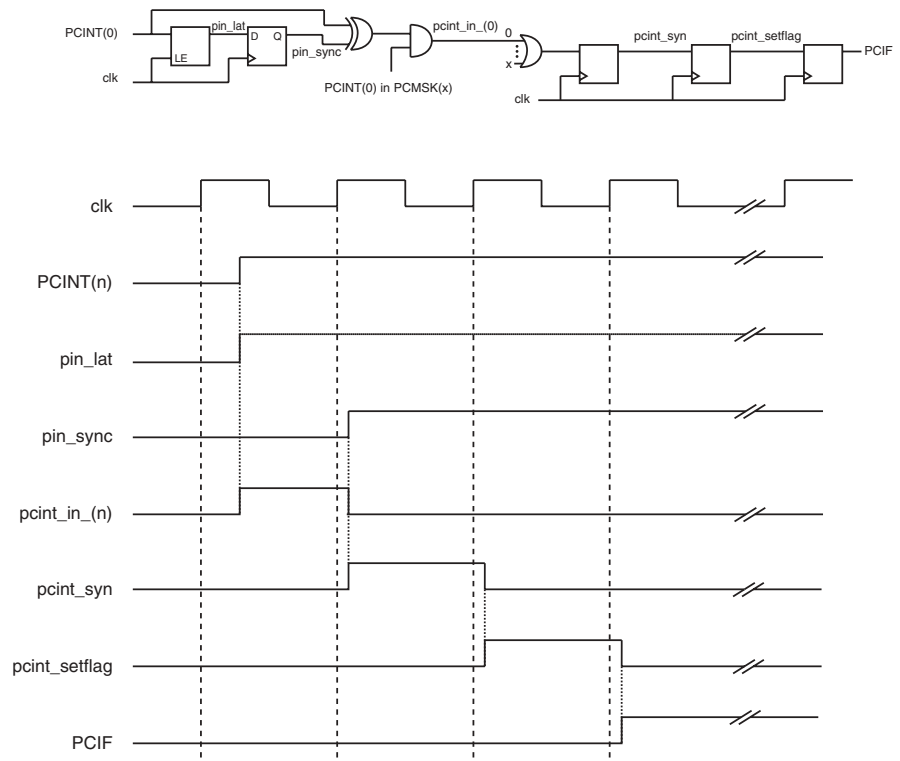 PCINT(0)
pin_lat
LE
D Q
pin_sync
clk
PCINT(0) in PCMSK(x)
pcint_in_(0)
0
x
clk
pcint_syn
pcint_setflag
PCIF
clk
PCINT(n)
pin_lat
pin_sync
pcint_in_(n)
pcint_syn
pcint_setflag
PCIF